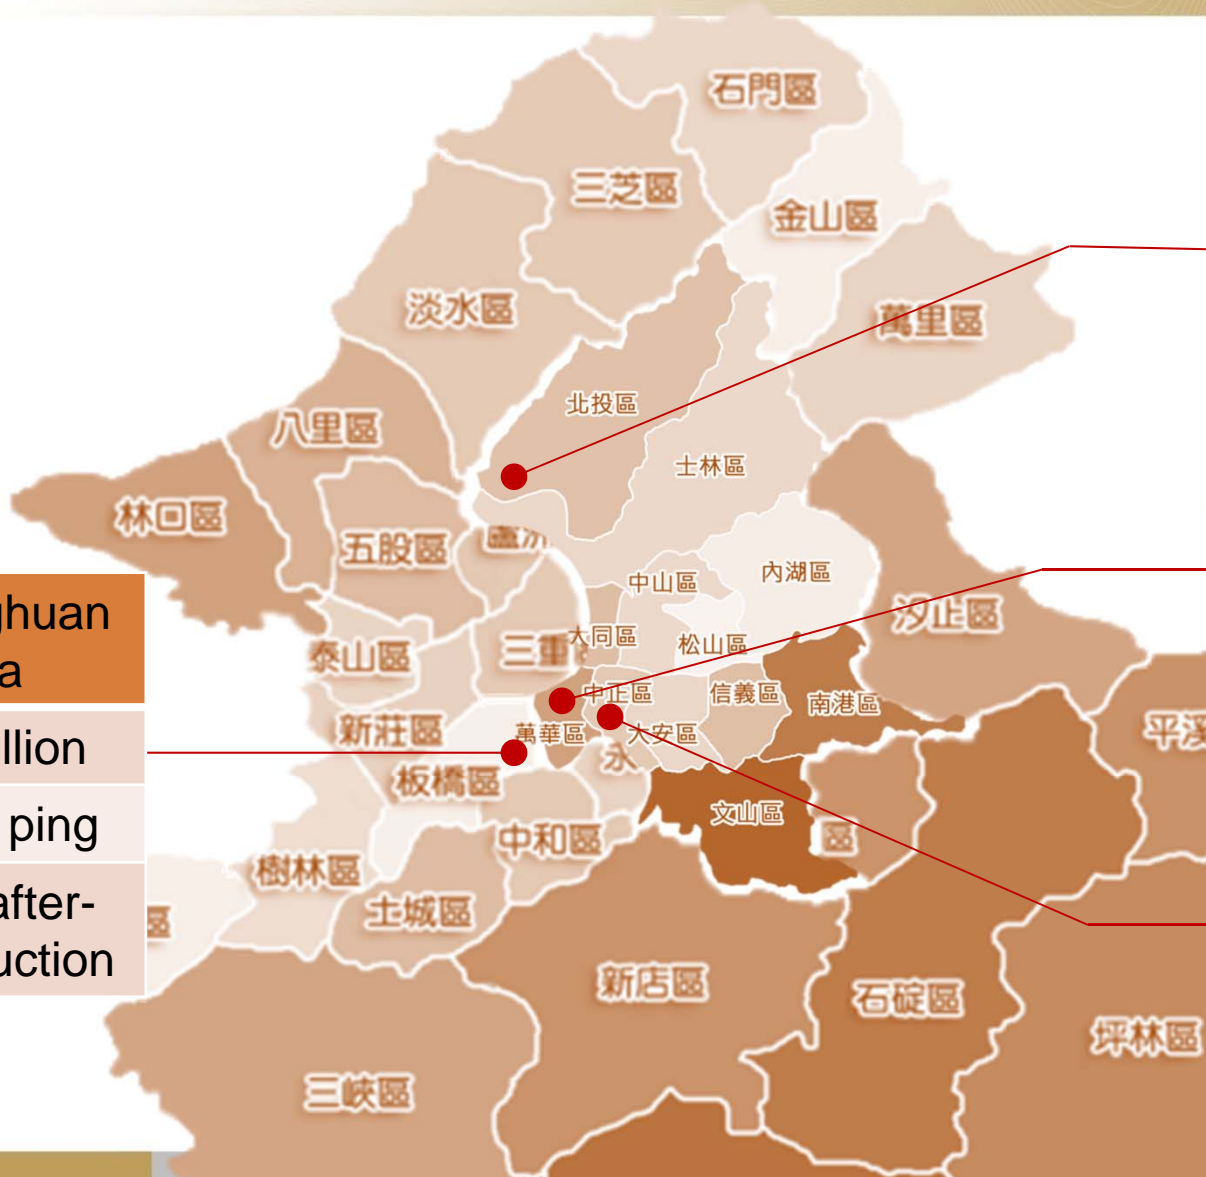 石門區
三芝區
金山區
淡水區
萬里區
北投區
八里區
士林區
林口區
五股區
內湖區
中山區
汐止區
大同區
松山區
泰山區
三重
中正區
信義區
南港區
新莊區
萬華區
大安區
平溪
永
板橋區
文山區
中和區
區
樹林區
土城區
區
新店區
石碇區
坪林區
三峽區
ghuan
a
llion
ping
after-
uction